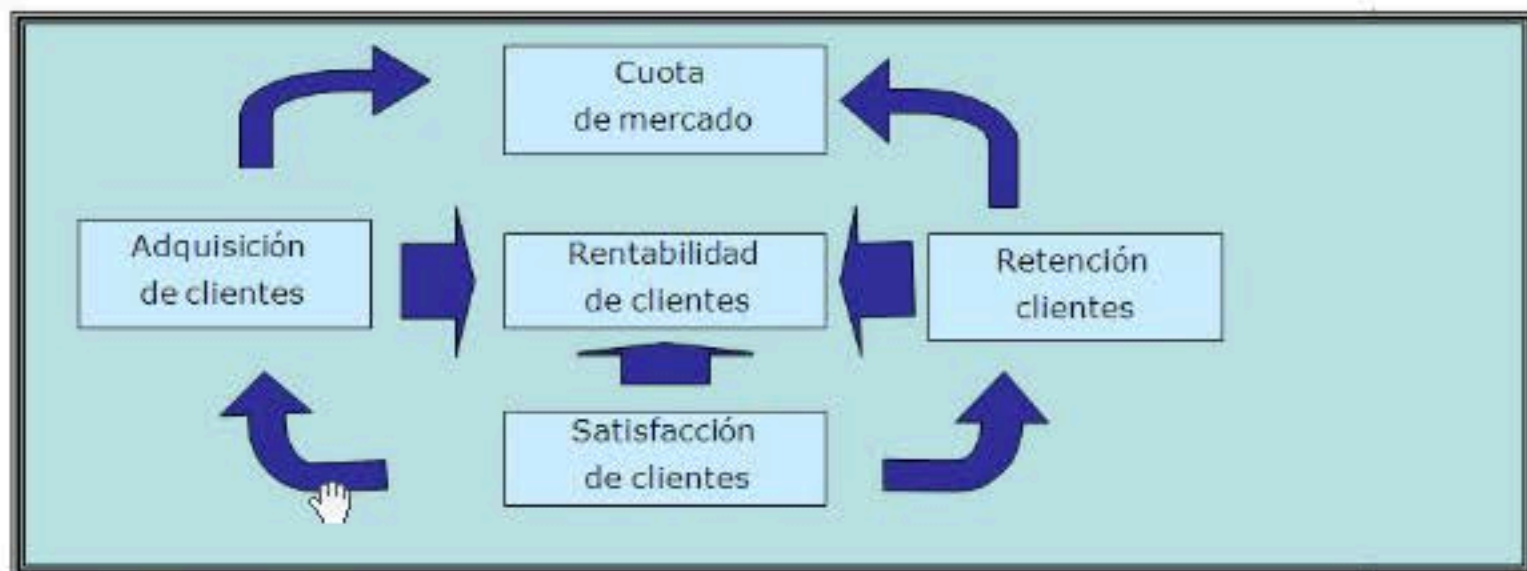 Cuota
de mercado
Adquisición
de clientes
Rentabilidad
de clientes
Retención
clientes
Satisfacción
de clientes